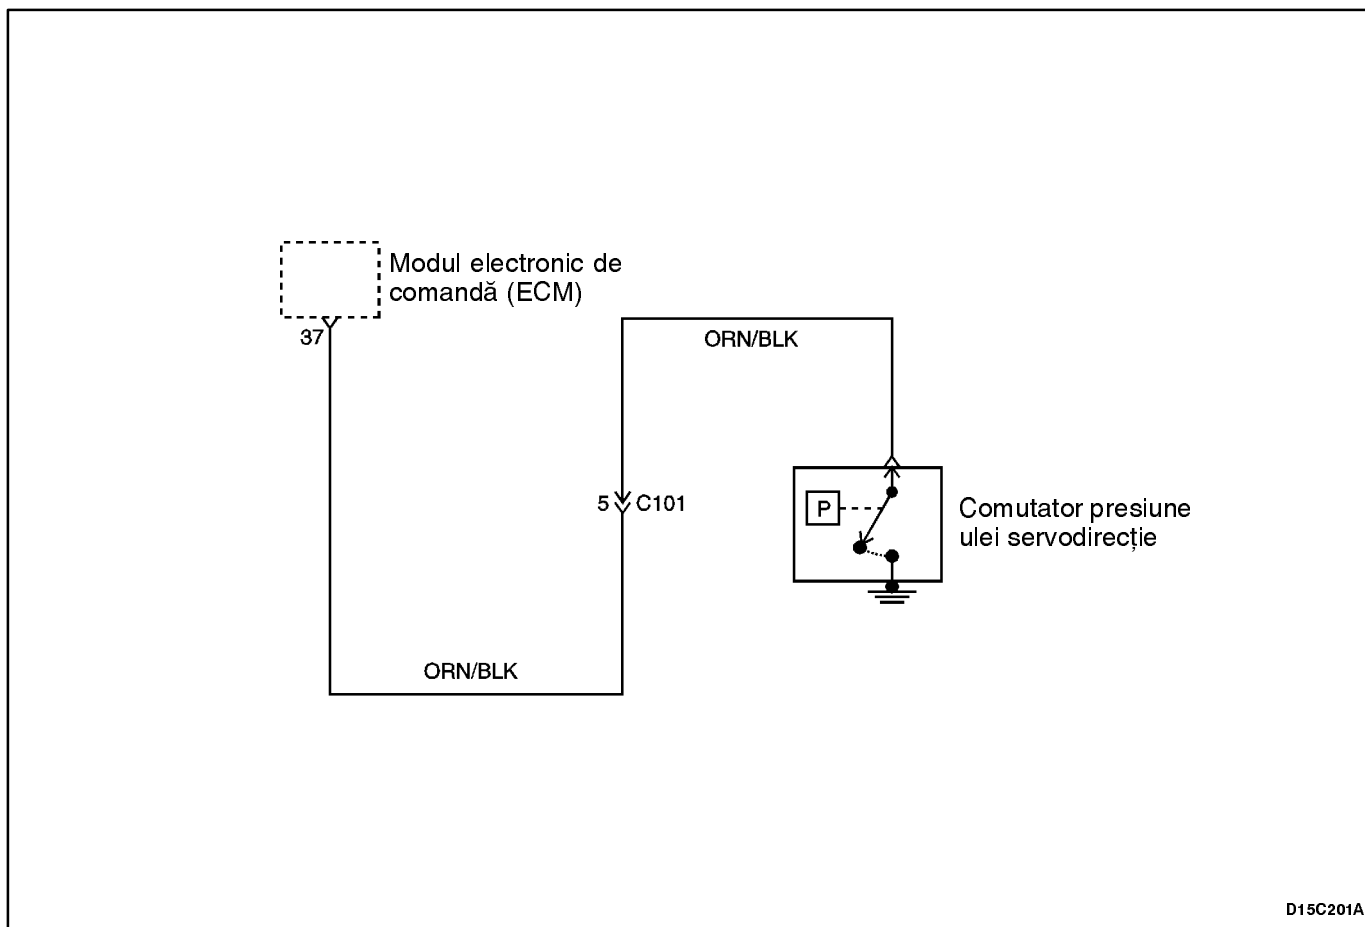 Modul electronic de
comandă (ECM)
37
ORN/BLK
5 C101
P
Comutator presiune
ulei servodirecție
ORN/BLK
D15C201A